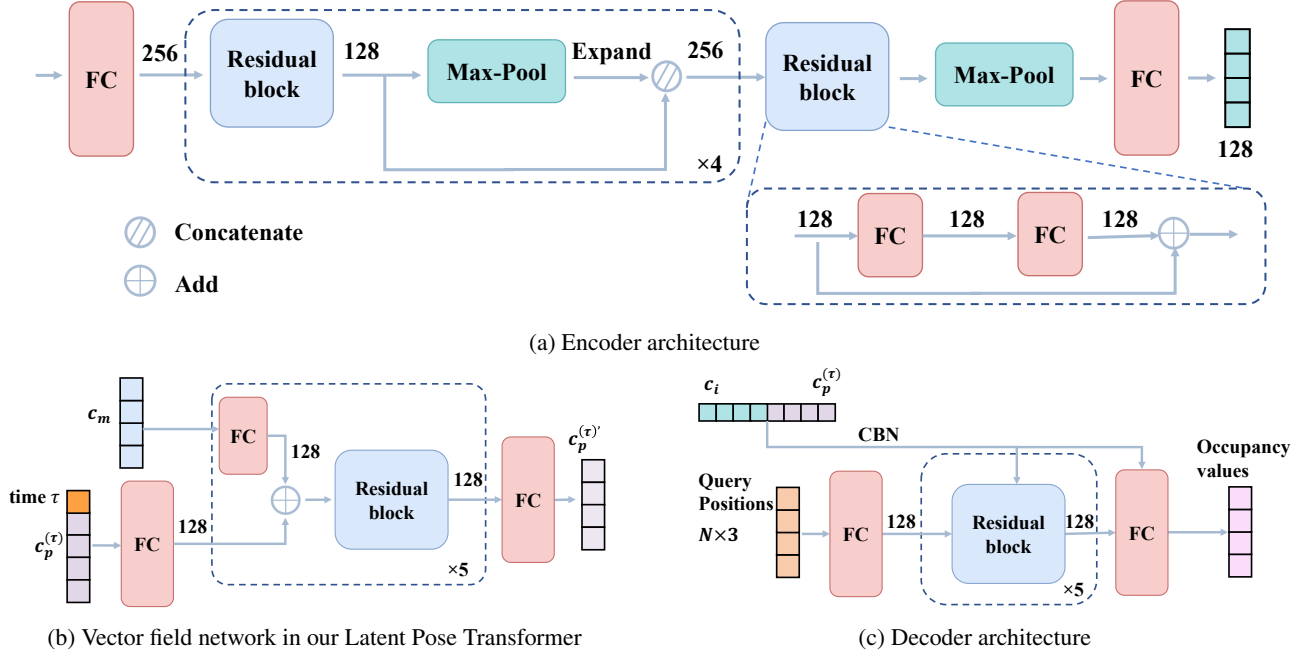 FC
256
Residual
block
128
Max-Pool
Expand
256
×4
Residual
block
Max-Pool
FC
128
Concatenate
Add
128
FC
128
FC
128
(a) Encoder architecture
c_m
FC
128
time τ
c_p^(τ)
FC
128
Residual
block
128
×5
FC
c_p^(τ)′
(b) Vector field network in our Latent Pose Transformer
c_i
c_p^(τ)
CBN
Query
Positions
N×3
FC
128
Residual
block
128
×5
FC
Occupancy
values
(c) Decoder architecture